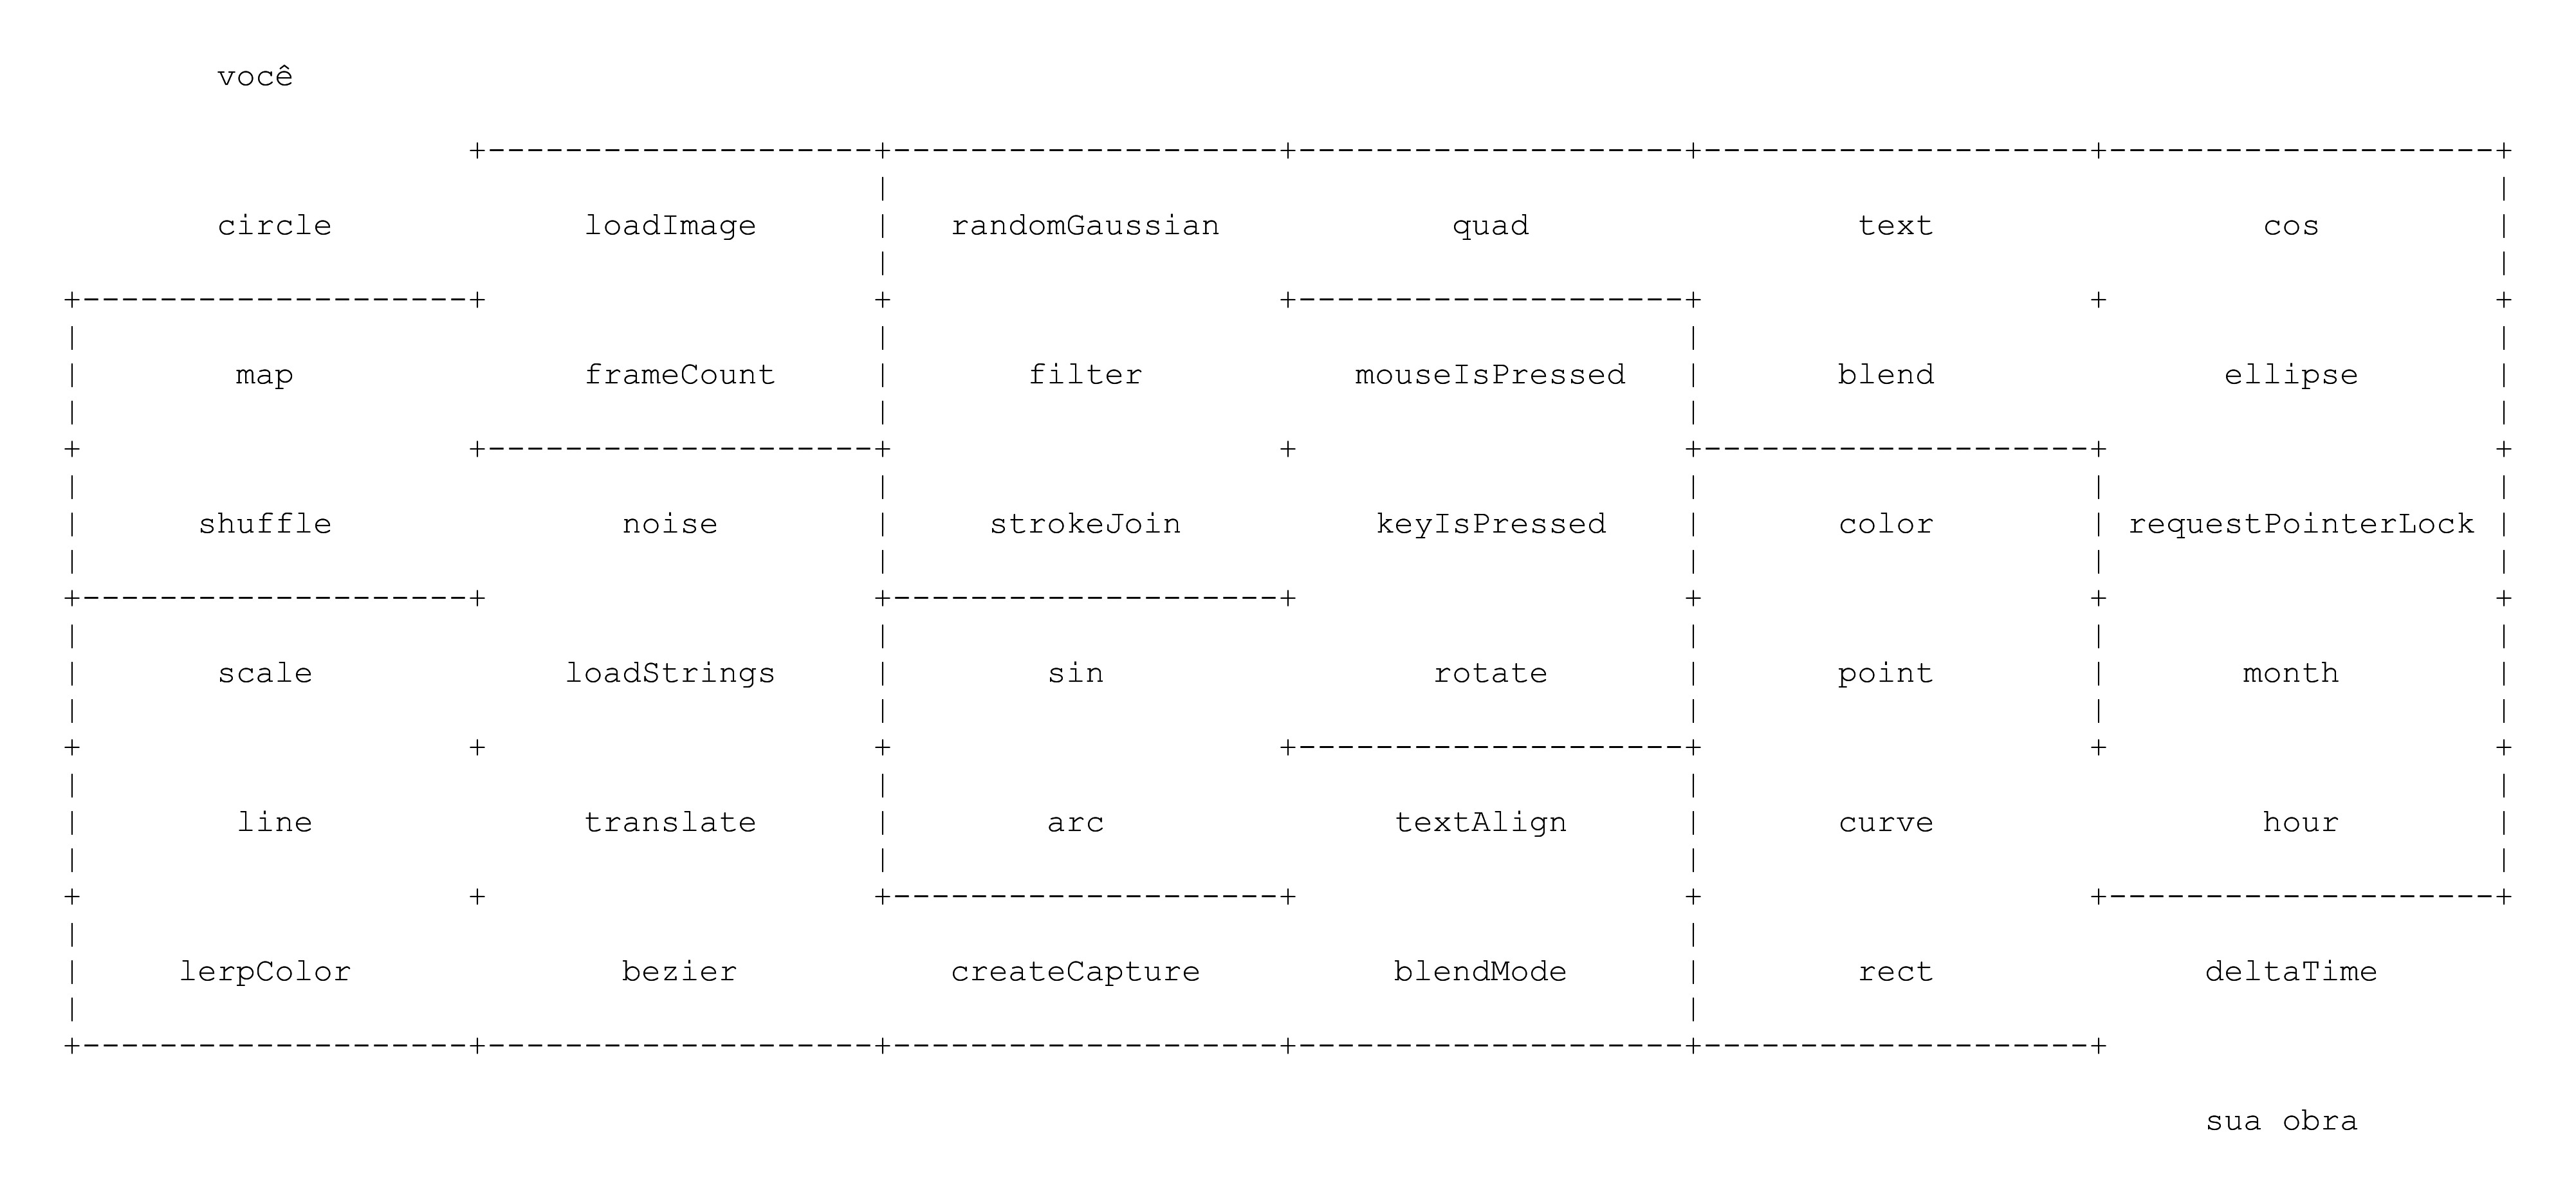 você
circle loadImage randomGaussian quad text cos
map frameCount filter mouseIsPressed blend ellipse
shuffle noise strokeJoin keyIsPressed color requestPointerLock
scale loadStrings sin rotate point month
line translate arc textAlign curve hour
lerpColor bezier createCapture blendMode rect deltaTime
sua obra